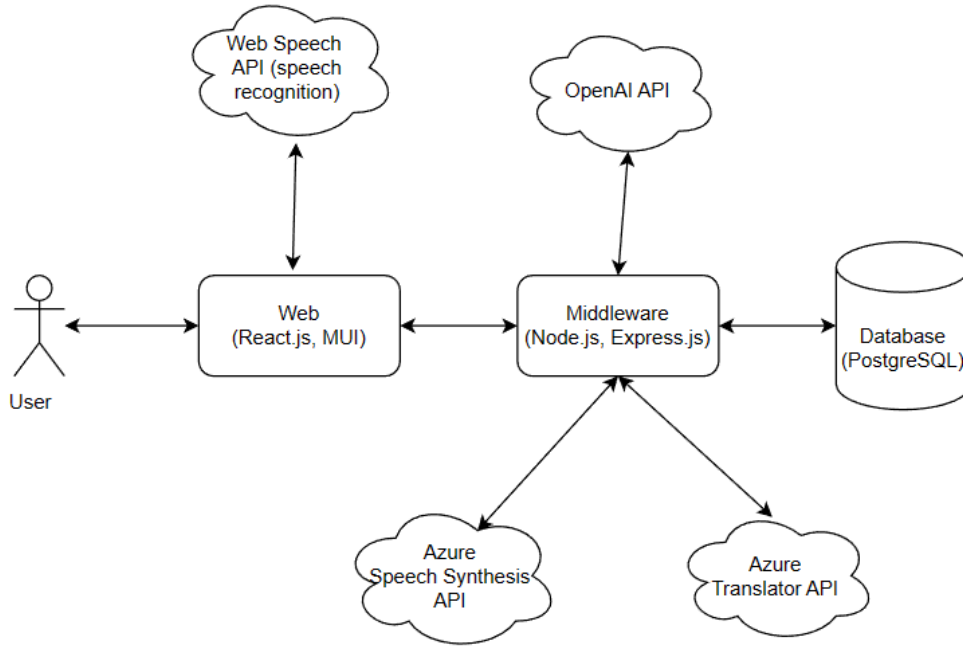 Web Speech
API (speech
recognition)
OpenAI API
Web
(React.js, MUI)
Middleware
(Node.js, Express.js)
Database
(PostgreSQL)
User
Azure
Speech Synthesis
API
Azure
Translator API